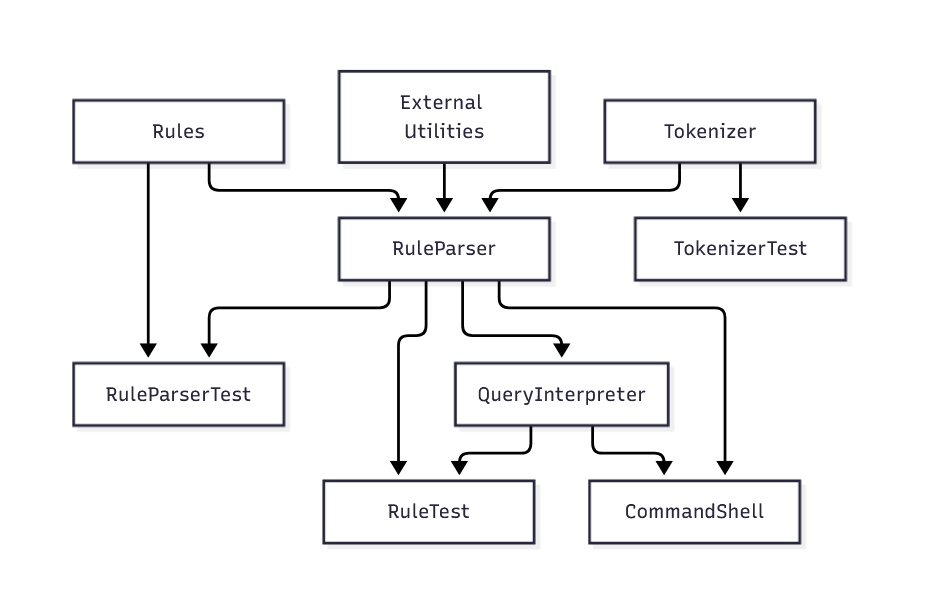 Rules
External
Utilities
Tokenizer
RuleParser
TokenizerTest
RuleParserTest
QueryInterpreter
RuleTest
CommandShell